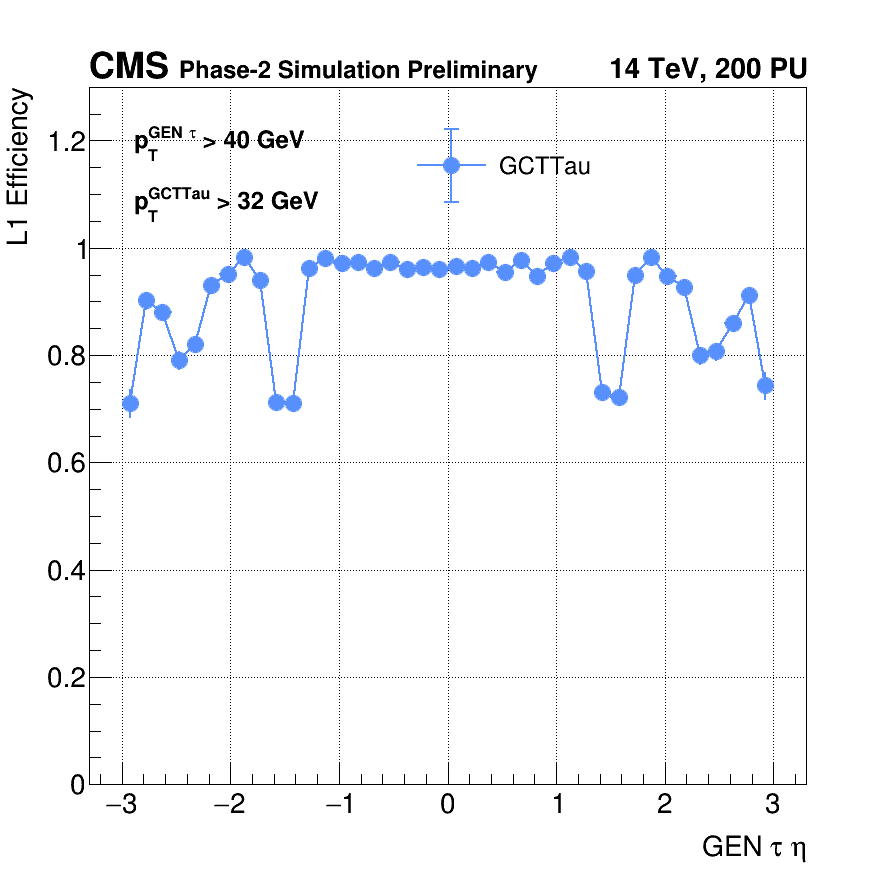 CMS Phase-2 Simulation Preliminary 14 TeV, 200 PU
L1 Efficiency
p_T^GEN τ > 40 GeV
p_T^GCTTau > 32 GeV
GCTTau
1.2
1
0.8
0.6
0.4
0.2
0
−3 −2 −1 0 1 2 3
GEN τ η